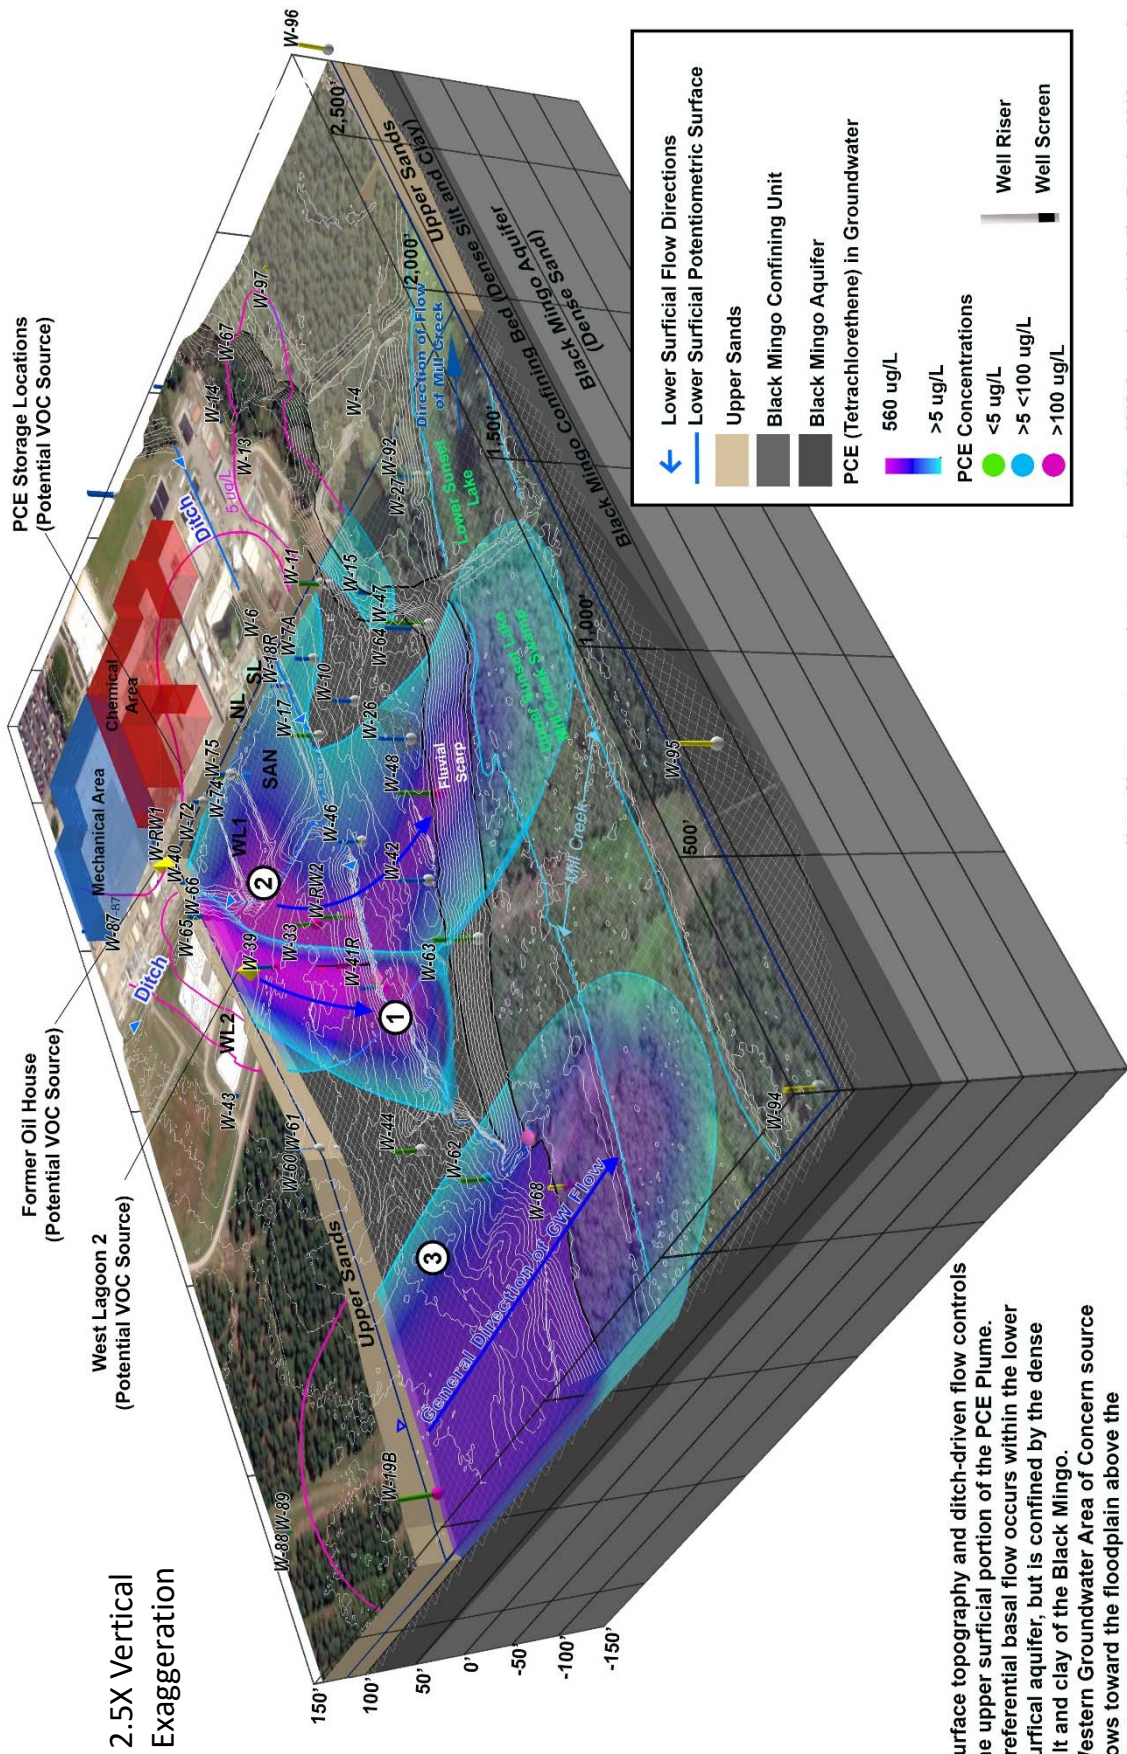 2.5X Vertical
Exaggeration
West Lagoon 2
(Potential VOC Source)
Former Oil House
(Potential VOC Source)
PCE Storage Locations
(Potential VOC Source)
W-96
2,500'
Upper Sands
Black Mingo Confining Bed (Dense Silt and Clay)
Black Mingo Aquifer
(Dense Sand)
2,000'
1,500'
1,000'
500'
Mechanical Area
Chemical
Area
Ditch
Ditch
5 ug/L
W-87
-87
W-RW1
W-40
W-72
W-74
W-75
W-65
W-66
WL1
WL2
SAN
NL
SL
W-6
W-18R
W-7A
W-17
W-10
W-11
W-13
W-14
W-67
W-97
W-4
W-92
W-27
W-15
W-47
W-64
W-26
W-48
W-46
W-42
W-RW2
W-33
W-39
W-41R
W-63
W-43
W-60
W-61
W-44
W-62
W-68
W-88
W-89
W-19B
W-94
W-95
1
2
3
Direction of Flow
of Mill Creek
Lower Sunset
Lake
Upper Sunset Lake
Mill Creek Swamp
Fluvial
Scarp
Mill Creek
Upper Sands
General Direction of GW Flow
Black Mingo Confining
150'
100'
50'
0'
-50'
-100'
-150'
Lower Surficial Flow Directions
Lower Surficial Potentiometric Surface
Upper Sands
Black Mingo Confining Unit
Black Mingo Aquifer
PCE (Tetrachlorethene) in Groundwater
560 ug/L
>5 ug/L
PCE Concentrations
<5 ug/L
>5 <100 ug/L
>100 ug/L
Well Riser
Well Screen
urface topography and ditch-driven flow controls
he upper surficial portion of the PCE Plume.
referential basal flow occurs within the lower
urfical aquifer, but is confined by the dense
lt and clay of the Black Mingo.
Western Groundwater Area of Concern source
ows toward the floodplain above the